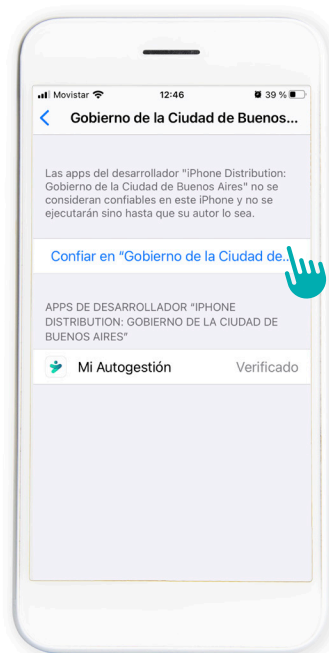 Movistar 12:46 39 %
Gobierno de la Ciudad de Buenos...
Las apps del desarrollador "iPhone Distribution:
Gobierno de la Ciudad de Buenos Aires" no se
consideran confiables en este iPhone y no se
ejecutarán sino hasta que su autor lo sea.
Confiar en “Gobierno de la Ciudad de...
APPS DE DESARROLLADOR “IPHONE
DISTRIBUTION: GOBIERNO DE LA CIUDAD DE
BUENOS AIRES”
Mi Autogestión Verificado